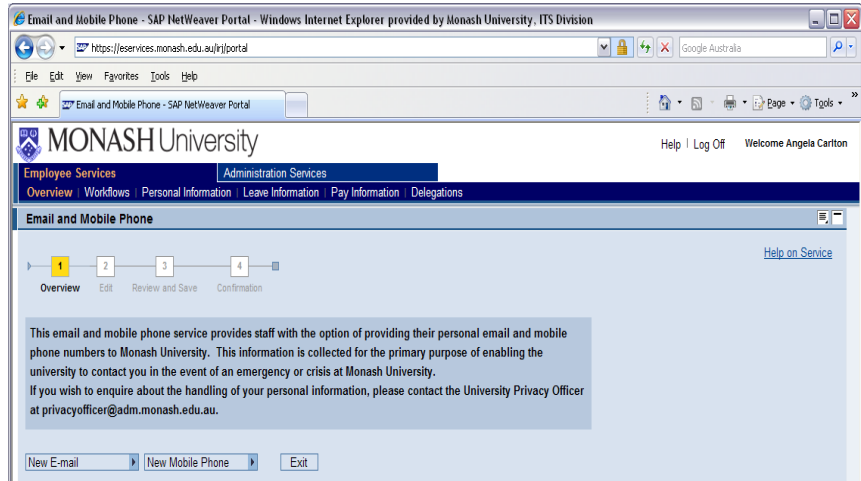 Email and Mobile Phone - SAP NetWeaver Portal - Windows Internet Explorer provided by Monash University, ITS Division
https://eservices.monash.edu.au/irj/portal
Google Australia
File Edit View Favorites Tools Help
Email and Mobile Phone - SAP NetWeaver Portal
Page Tools »
MONASH University
Help | Log Off Welcome Angela Carlton
Employee Services Administration Services
Overview | Workflows | Personal Information | Leave Information | Pay Information | Delegations
Email and Mobile Phone
Help on Service
1 2 3 4
Overview Edit Review and Save Confirmation
This email and mobile phone service provides staff with the option of providing their personal email and mobile
phone numbers to Monash University. This information is collected for the primary purpose of enabling the
university to contact you in the event of an emergency or crisis at Monash University.
If you wish to enquire about the handling of your personal information, please contact the University Privacy Officer
at privacyofficer@adm.monash.edu.au.
New E-mail New Mobile Phone Exit